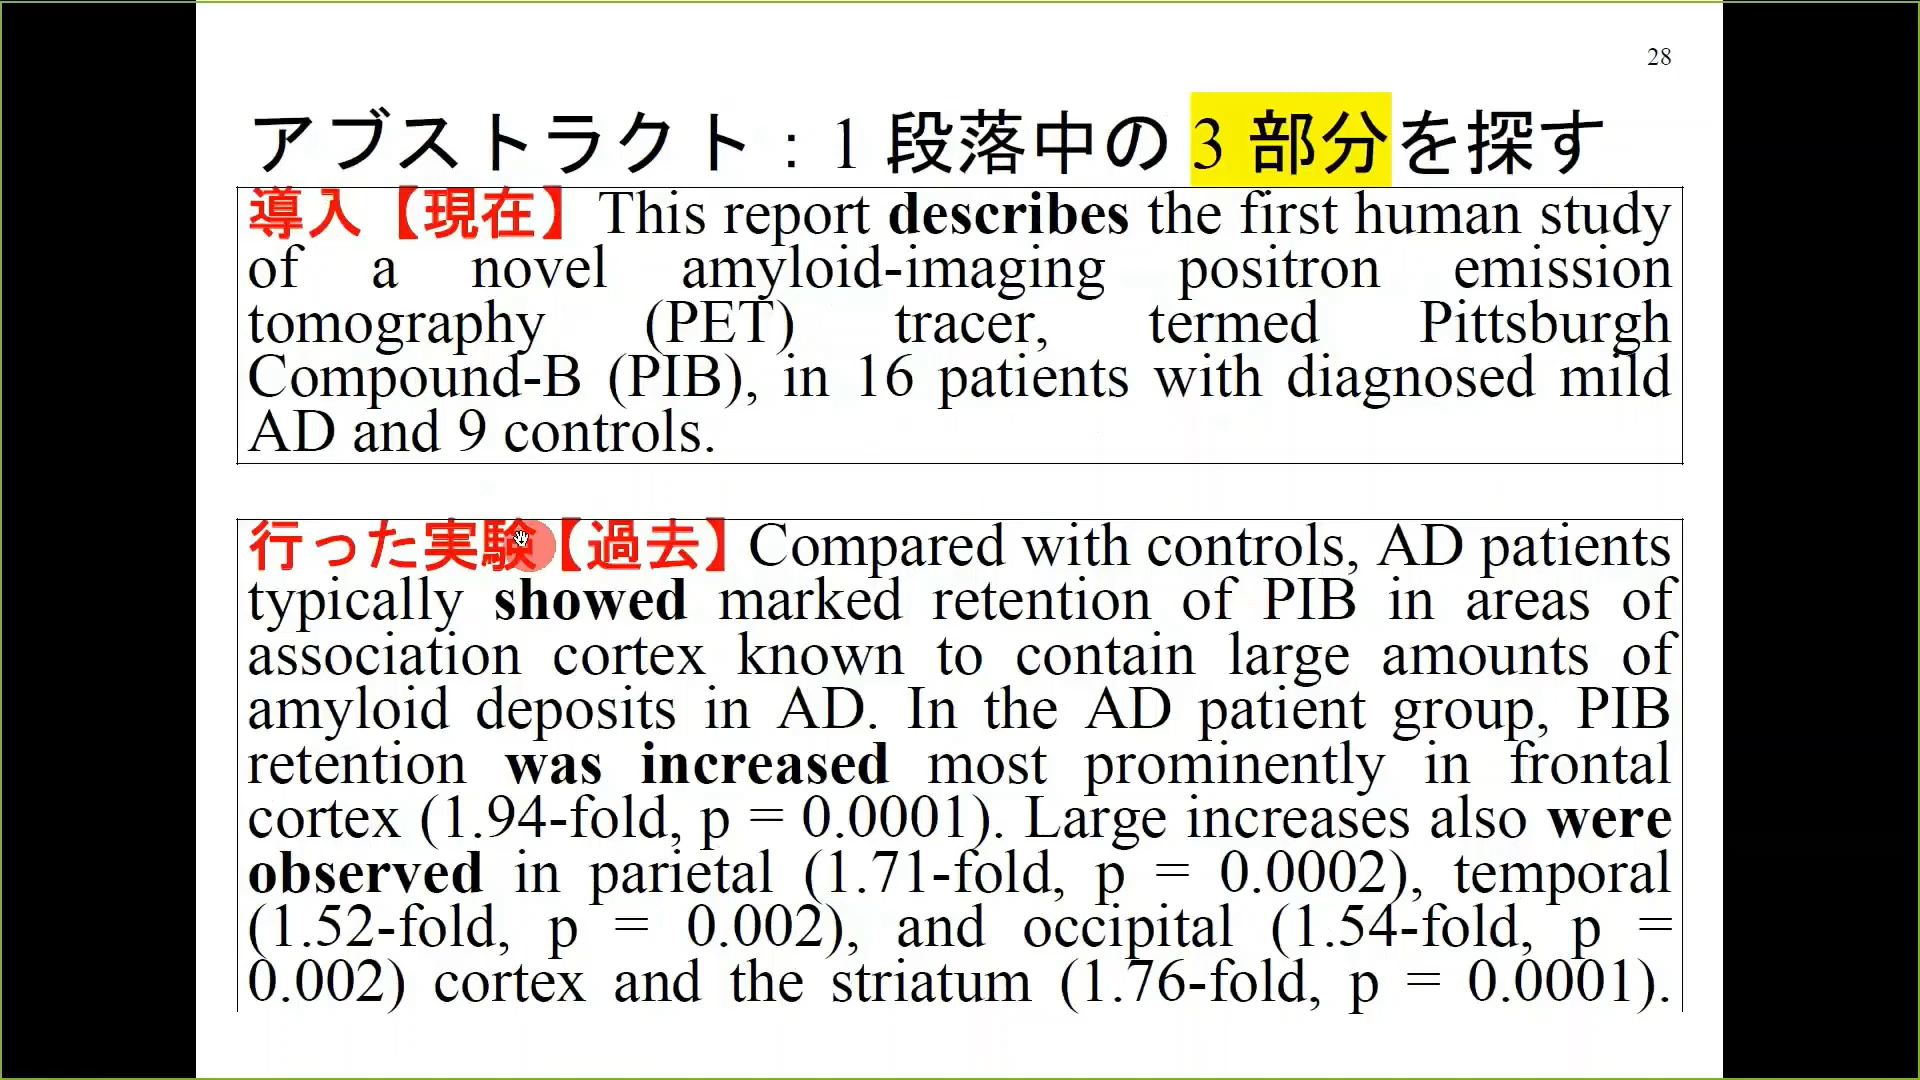 28
アブストラクト：1 段落中の 3 部分を探す
導入【現在】 This report describes the first human study
of a novel amyloid-imaging positron emission
tomography (PET) tracer, termed Pittsburgh
Compound-B (PIB), in 16 patients with diagnosed mild
AD and 9 controls.
行った実験【過去】 Compared with controls, AD patients
typically showed marked retention of PIB in areas of
association cortex known to contain large amounts of
amyloid deposits in AD. In the AD patient group, PIB
retention was increased most prominently in frontal
cortex (1.94-fold, p = 0.0001). Large increases also were
observed in parietal (1.71-fold, p = 0.0002), temporal
(1.52-fold, p = 0.002), and occipital (1.54-fold, p =
0.002) cortex and the striatum (1.76-fold, p = 0.0001).